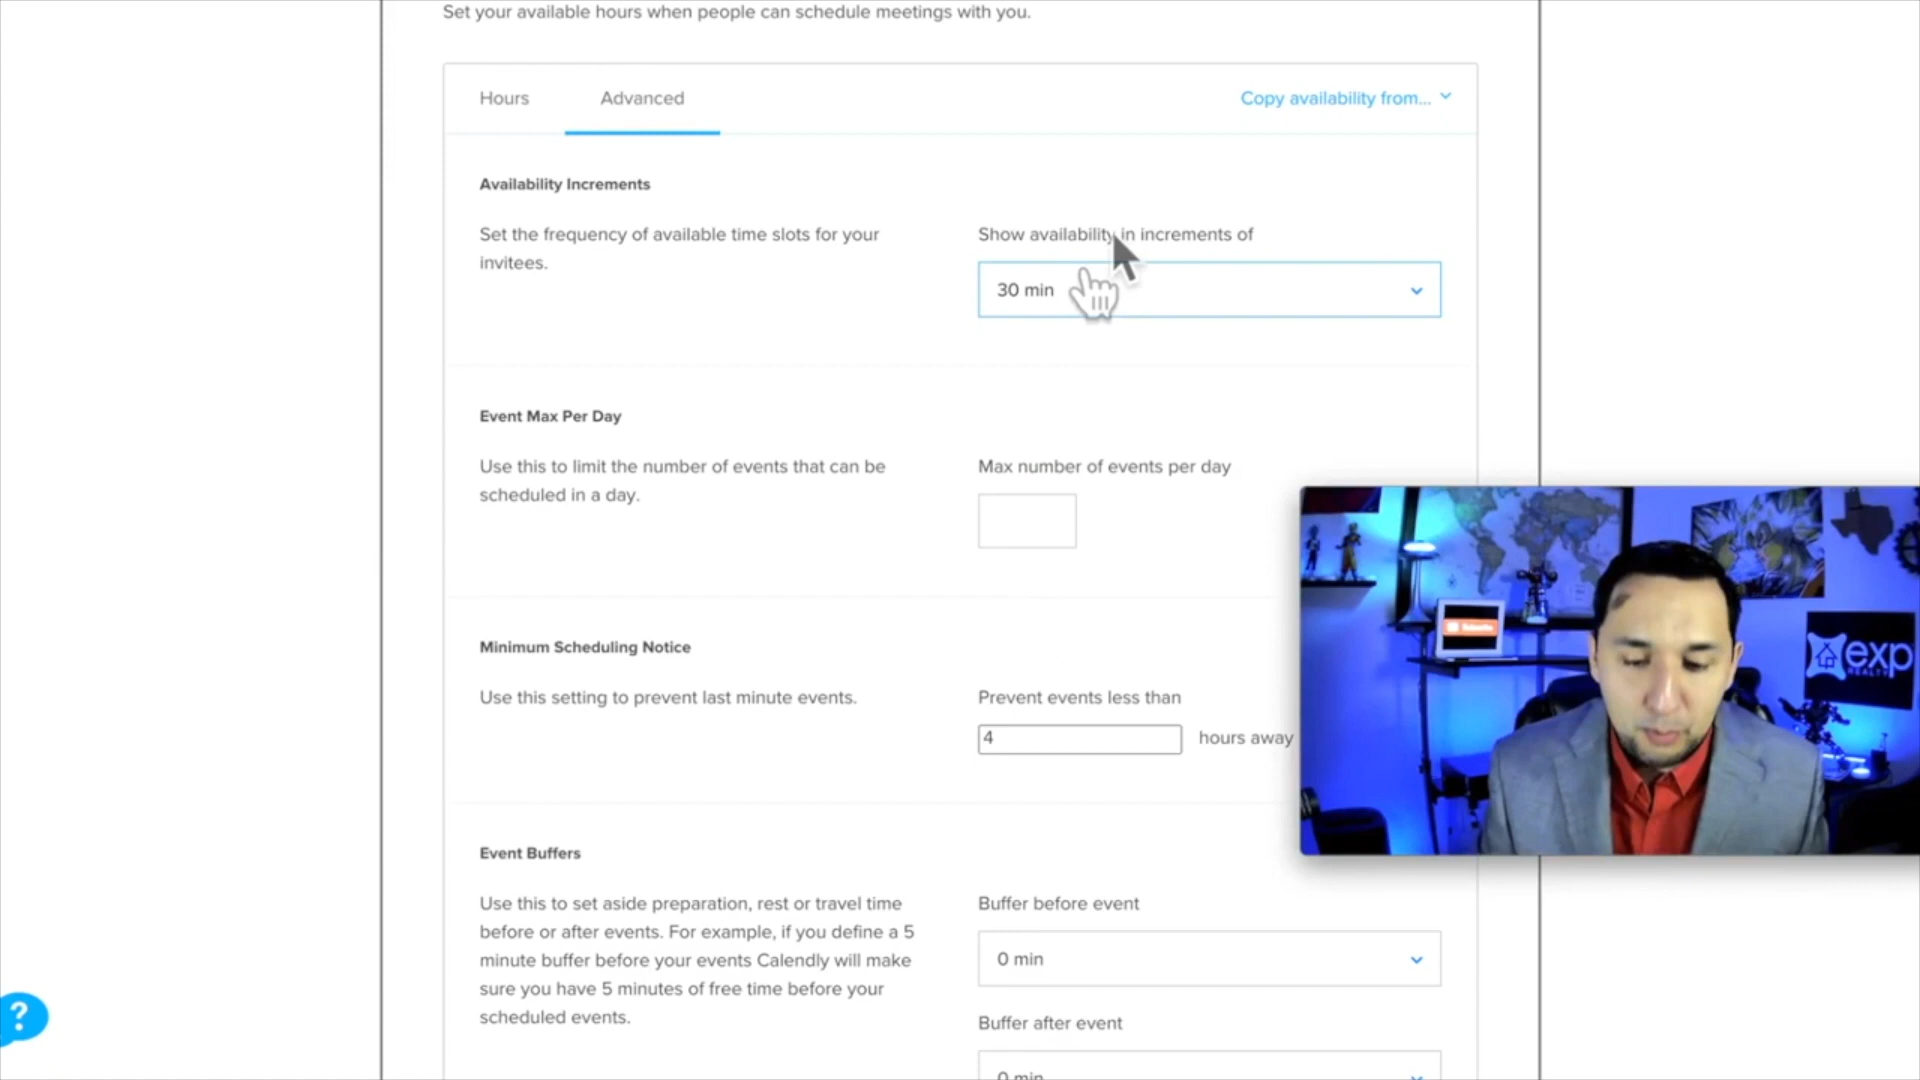 Set your available hours when people can schedule meetings with you.
Hours
Advanced
Copy availability from...
Availability Increments
Set the frequency of available time slots for your
invitees.
Show availability in increments of
30 min
Event Max Per Day
Use this to limit the number of events that can be
scheduled in a day.
Max number of events per day
Minimum Scheduling Notice
Use this setting to prevent last minute events.
Prevent events less than
4
hours away
Event Buffers
Use this to set aside preparation, rest or travel time
before or after events. For example, if you define a 5
minute buffer before your events Calendly will make
sure you have 5 minutes of free time before your
scheduled events.
Buffer before event
0 min
Buffer after event
0 min
?
exp
REALTY